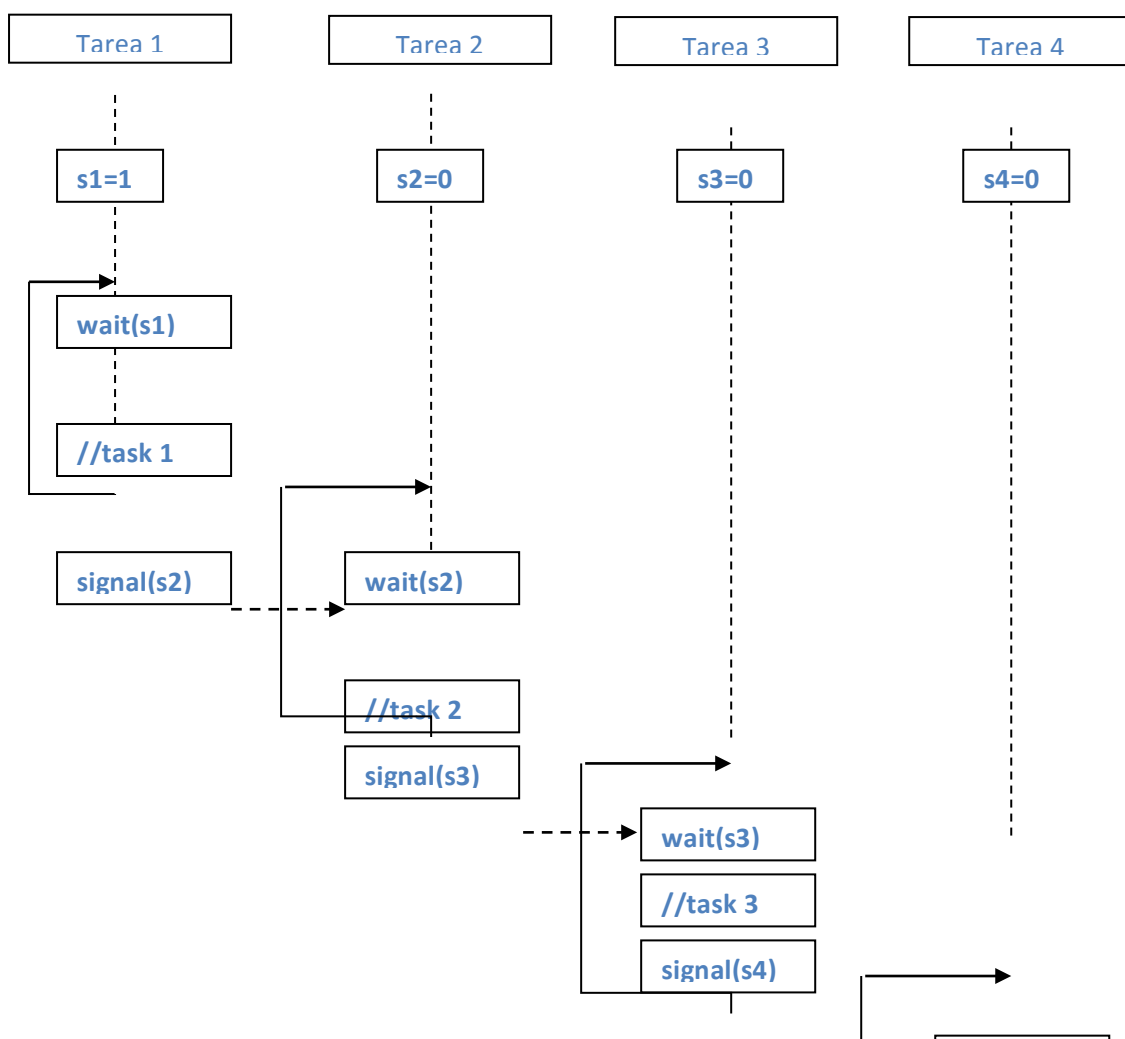 Tarea 1
Tarea 2
Tarea 3
Tarea 4
s1=1
s2=0
s3=0
s4=0
wait(s1)
//task 1
signal(s2)
wait(s2)
//task 2
signal(s3)
wait(s3)
//task 3
signal(s4)